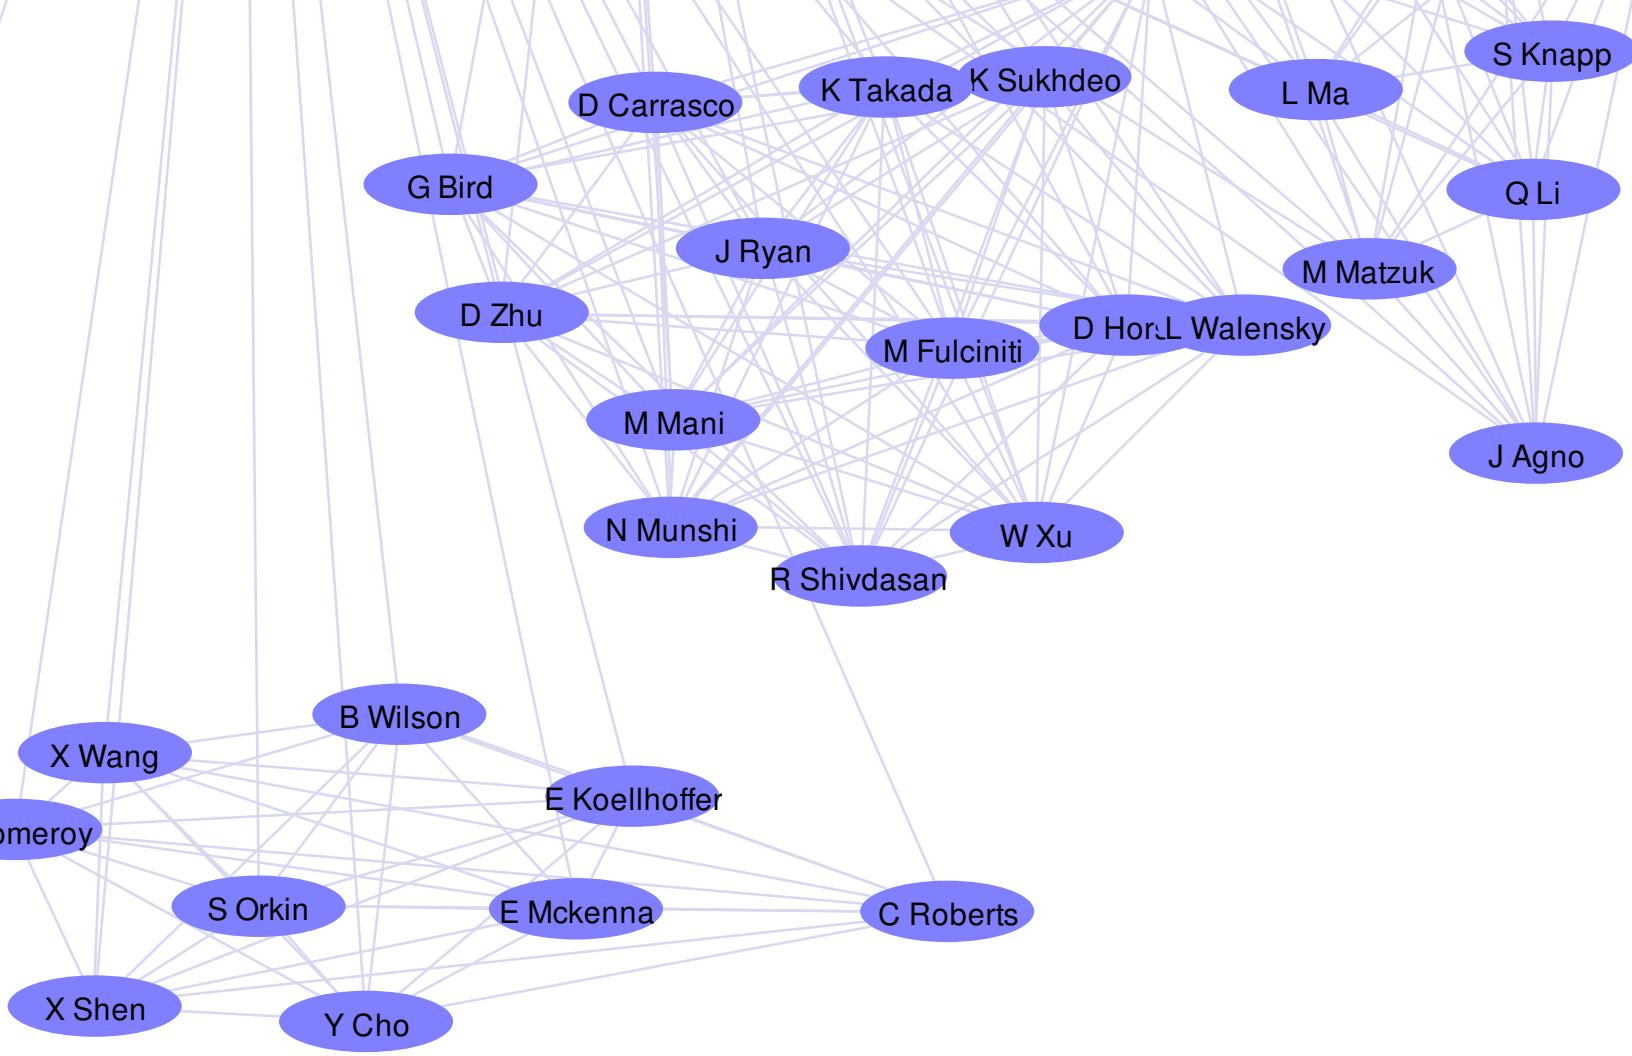 S Knapp
K Sukhdeo
K Takada
L Ma
D Carrasco
G Bird
Q Li
J Ryan
M Matzuk
D Zhu
L Walensky
M Fulciniti
M Mani
J Agno
N Munshi
W Xu
R Shivdasan
B Wilson
X Wang
E Koellhoffer
omeroy
S Orkin
E Mckenna
C Roberts
X Shen
Y Cho